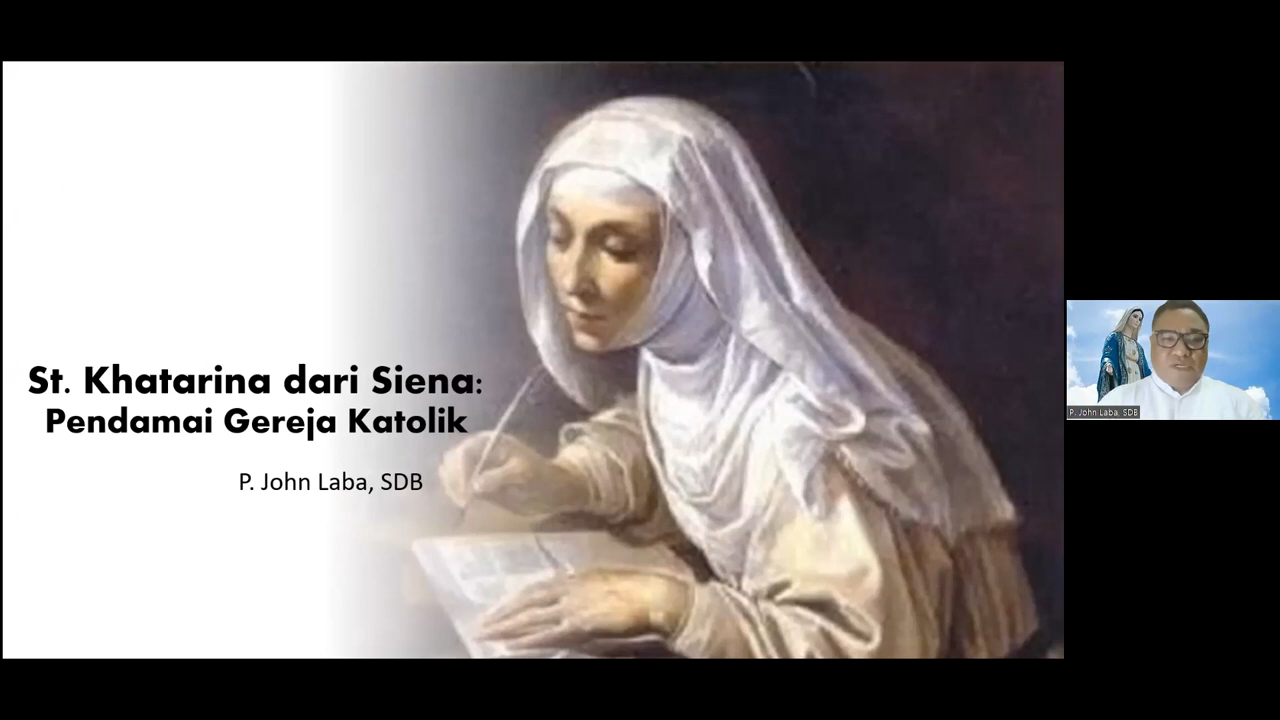 St. Khatarina dari Siena:
Pendamai Gereja Katolik
P. John Laba, SDB
P. John Laba, SDB